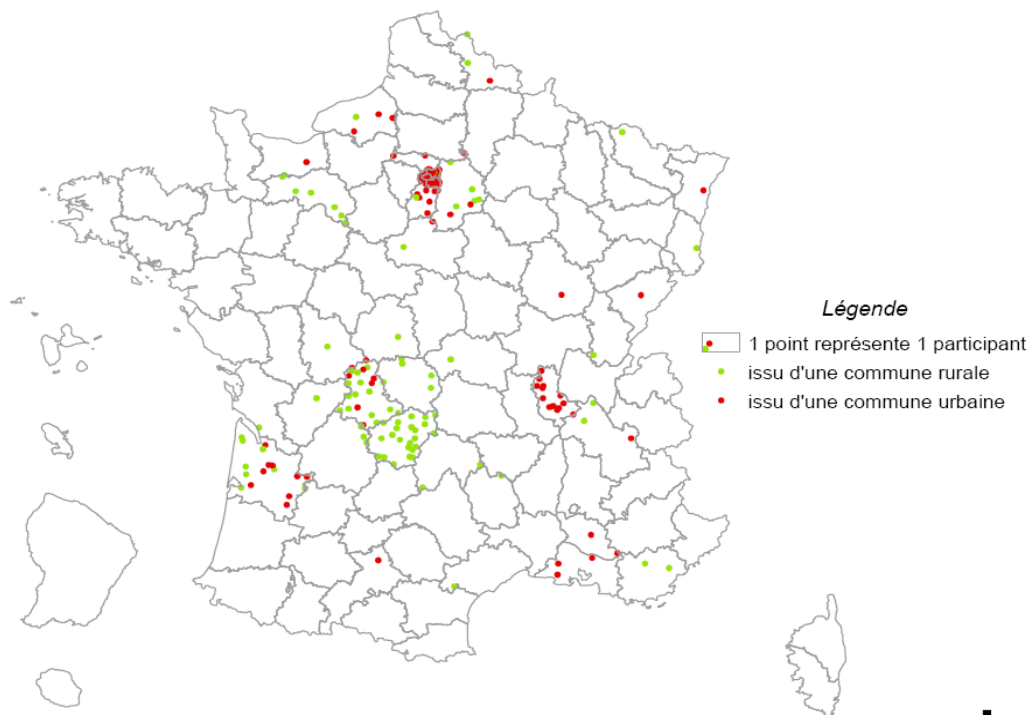 Légende
1 point représente 1 participant
issu d'une commune rurale
issu d'une commune urbaine